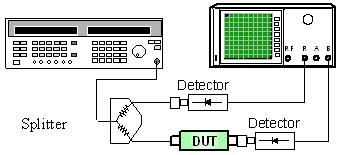 RF R A B
Detector
Splitter
Detector
DUT